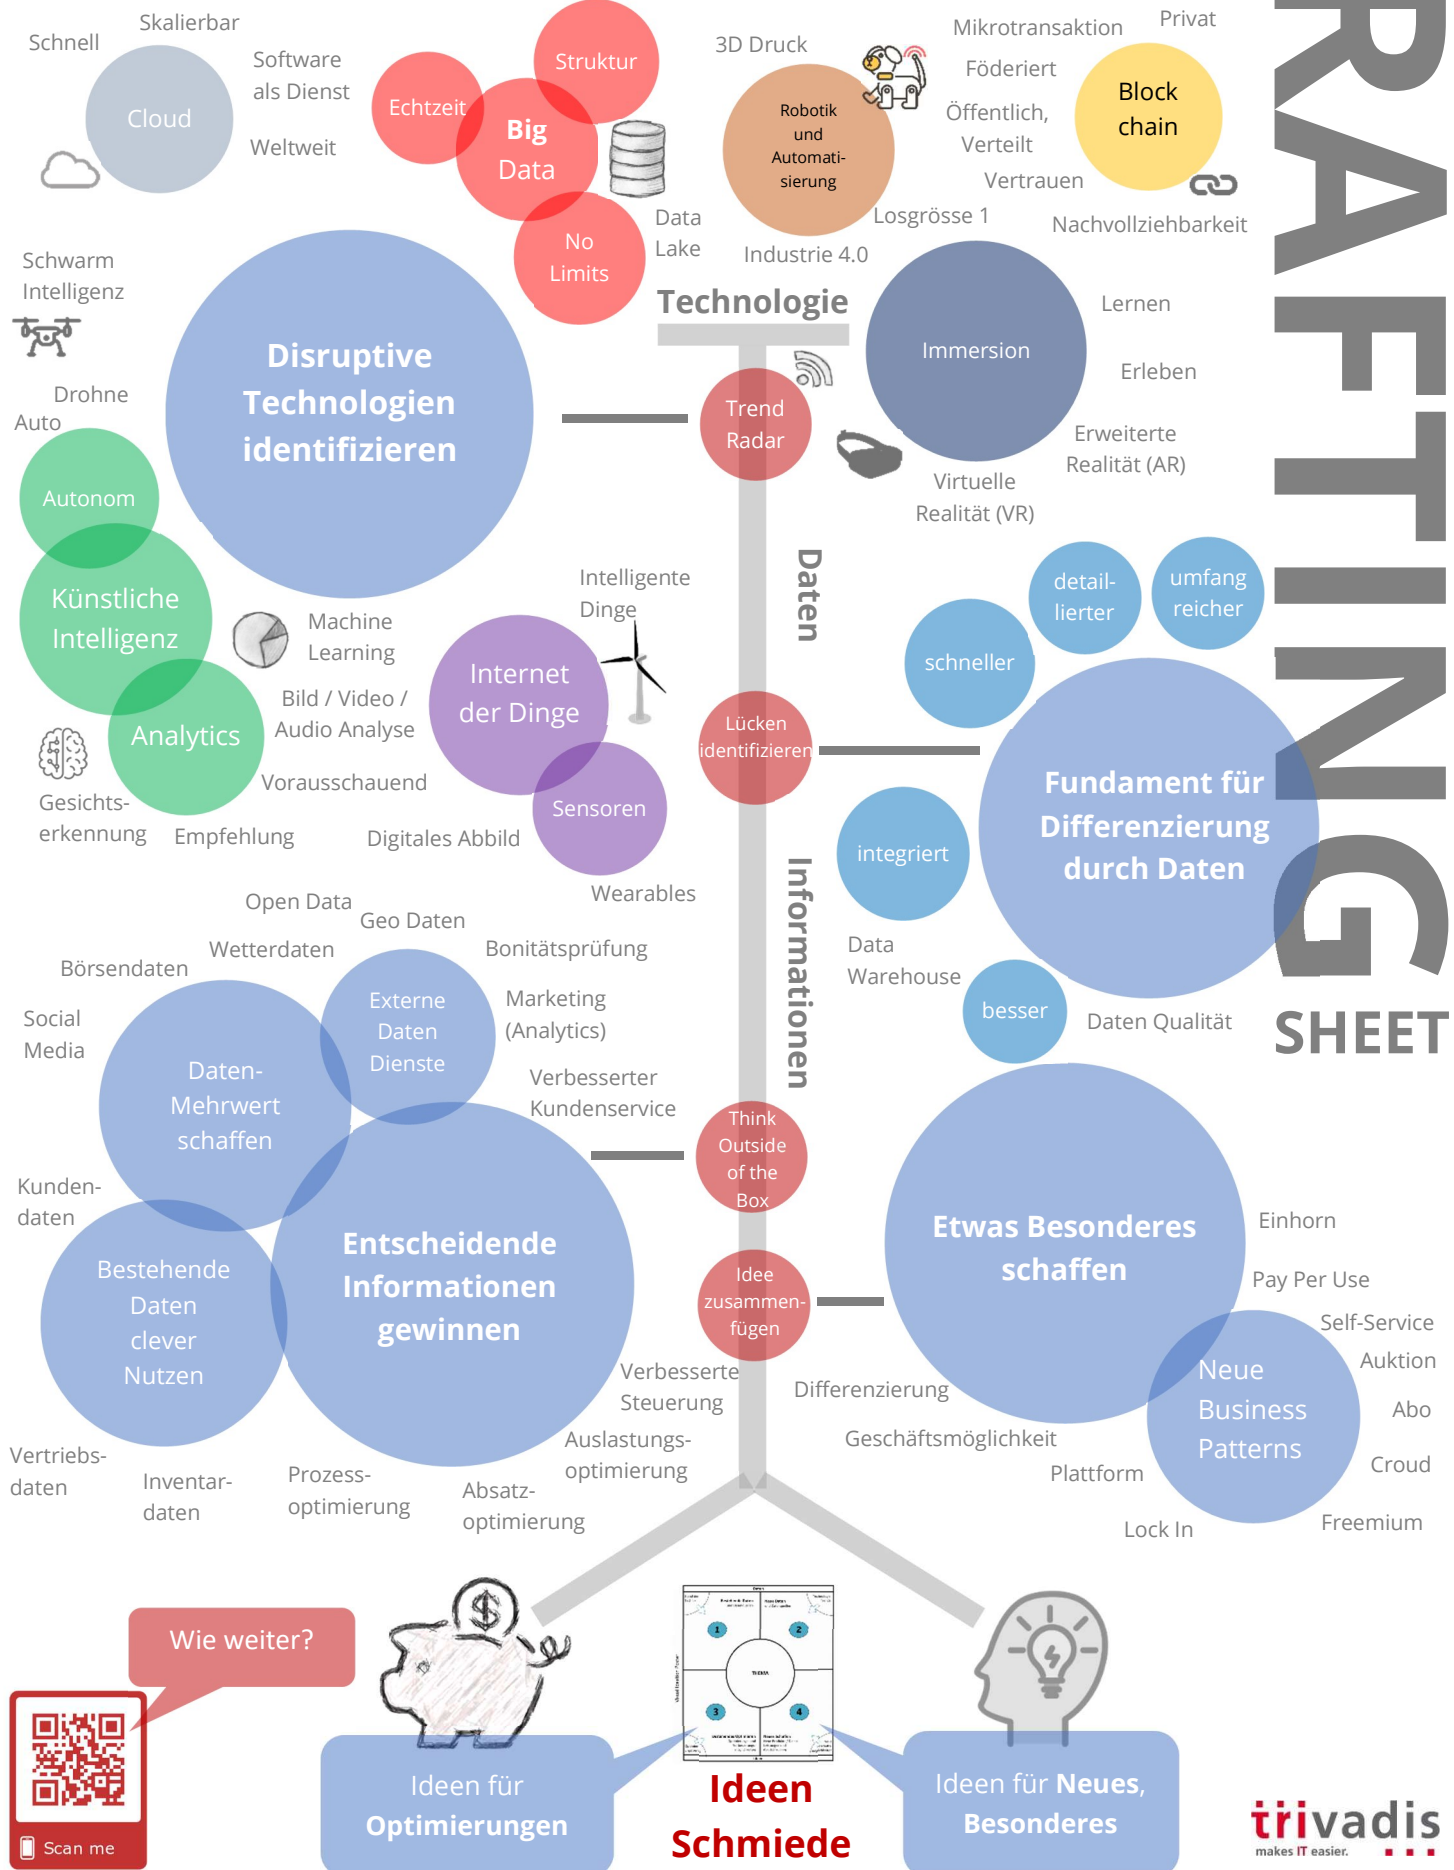 Schnell
Skalierbar
Cloud
Software
als Dienst
Weltweit
Echtzeit
Struktur
Big
Data
No
Limits
Data
Lake
3D Druck
Robotik
und
Automati-
sierung
Losgrösse 1
Industrie 4.0
Mikrotransaktion
Privat
Föderiert
Öffentlich,
Verteilt
Vertrauen
Block
chain
Nachvollziehbarkeit
RAFTING
SHEET
Technologie
Schwarm
Intelligenz
Drohne
Auto
Disruptive
Technologien
identifizieren
Trend
Radar
Immersion
Lernen
Erleben
Erweiterte
Realität (AR)
Virtuelle
Realität (VR)
Autonom
Künstliche
Intelligenz
Analytics
Machine
Learning
Bild / Video /
Audio Analyse
Vorausschauend
Gesichts-
erkennung
Empfehlung
Intelligente
Dinge
Internet
der Dinge
Sensoren
Digitales Abbild
Wearables
Daten
Lücken
identifizieren
detail-
lierter
umfang
reicher
schneller
Fundament für
Differenzierung
durch Daten
integriert
Data
Warehouse
besser
Daten Qualität
Informationen
Open Data
Geo Daten
Wetterdaten
Börsendaten
Bonitätsprüfung
Social
Media
Externe
Daten
Dienste
Marketing
(Analytics)
Daten-
Mehrwert
schaffen
Verbesserter
Kundenservice
Think
Outside
of the
Box
Kunden-
daten
Bestehende
Daten
clever
Nutzen
Entscheidende
Informationen
gewinnen
Idee
zusammen-
fügen
Etwas Besonderes
schaffen
Einhorn
Pay Per Use
Self-Service
Auktion
Abo
Croud
Freemium
Neue
Business
Patterns
Verbesserte
Steuerung
Differenzierung
Geschäftsmöglichkeit
Plattform
Lock In
Auslastungs-
optimierung
Vertriebs-
daten
Inventar-
daten
Prozess-
optimierung
Absatz-
optimierung
Wie weiter?
Scan me
$
Ideen für
Optimierungen
1
2
THEMA
3
4
Ideen
Schmiede
Ideen für Neues,
Besonderes
trivadis
makes IT easier.